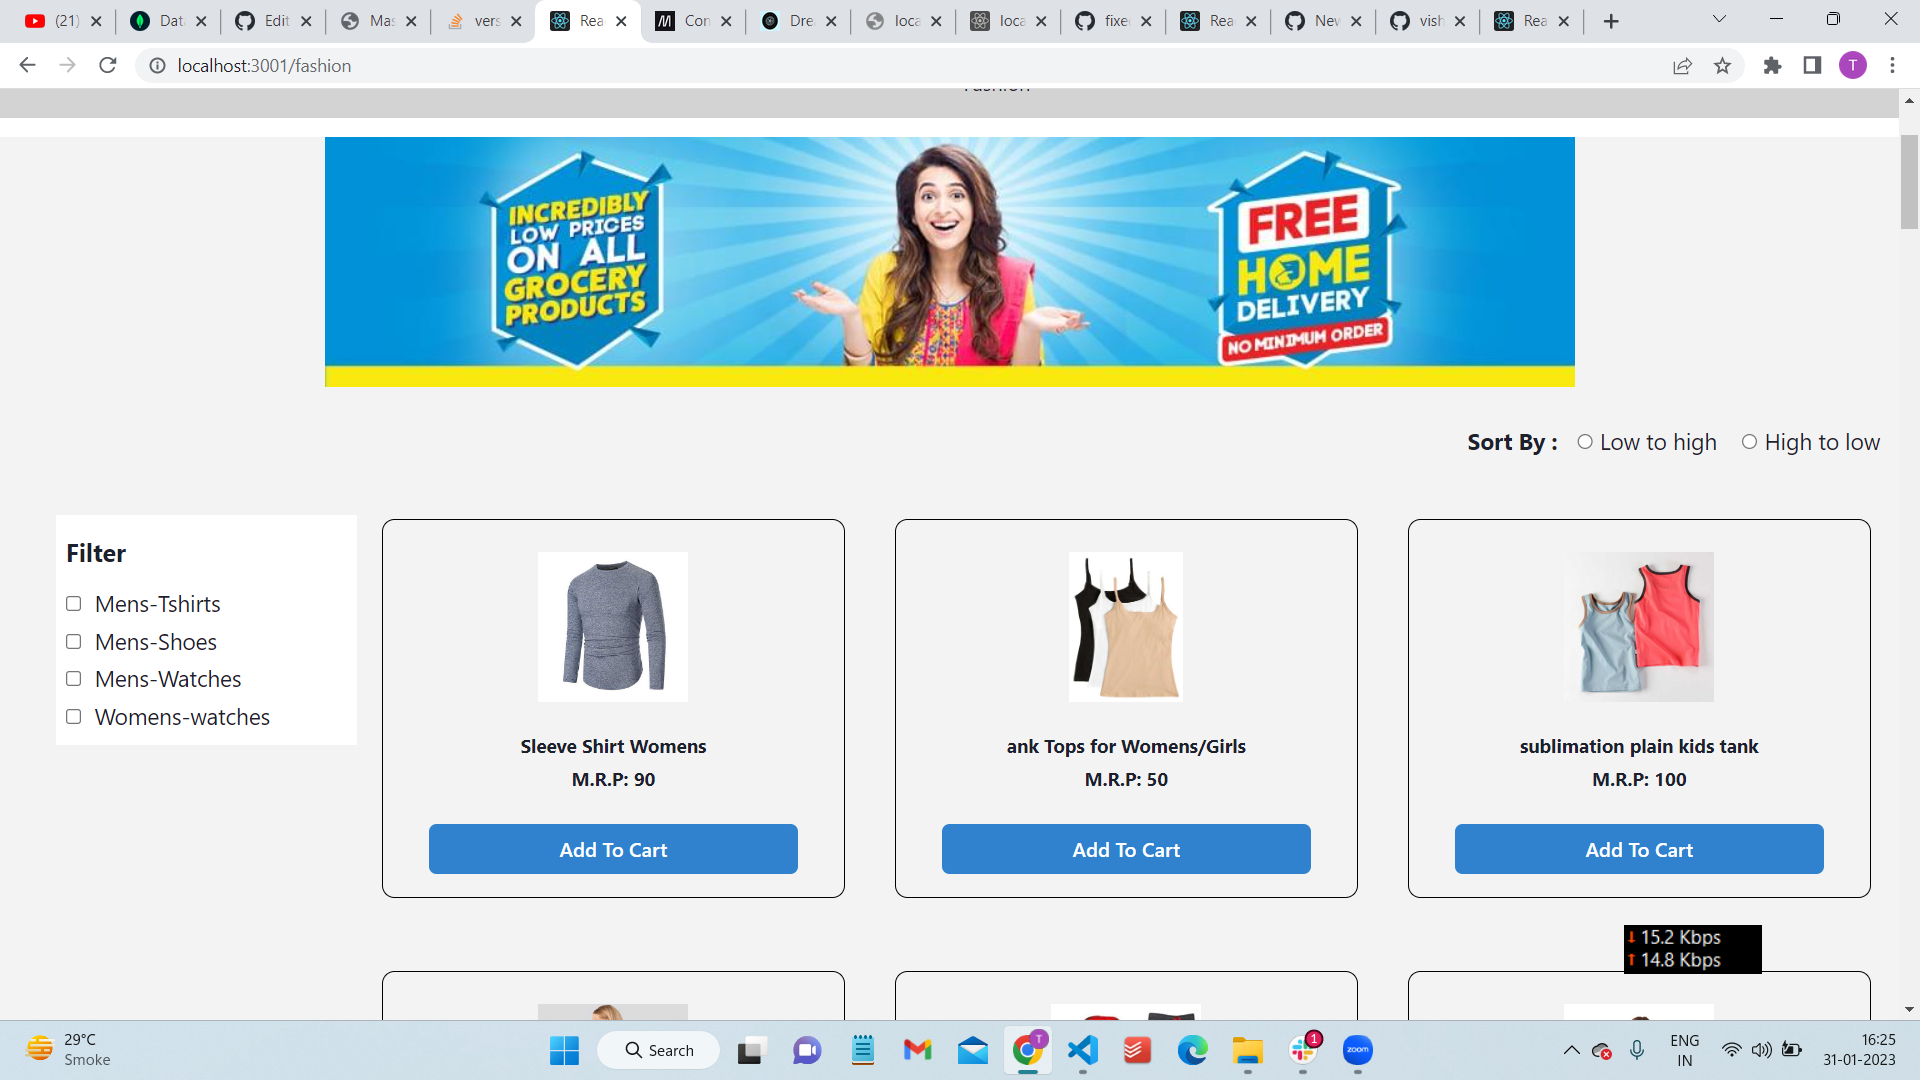 (21)
Dat
Edit
Mas
vers
Rea
Con
Dre
loca
loca
fixe
Rea
New
vish
Rea
localhost:3001/fashion
T
Fashion
INCREDIBLY
LOW PRICES
ON ALL
GROCERY
PRODUCTS
FREE
HOME
DELIVERY
NO MINIMUM ORDER
Sort By :
Low to high
High to low
Filter
Mens-Tshirts
Mens-Shoes
Mens-Watches
Womens-watches
Sleeve Shirt Womens
M.R.P: 90
Add To Cart
ank Tops for Womens/Girls
M.R.P: 50
Add To Cart
sublimation plain kids tank
M.R.P: 100
Add To Cart
15.2 Kbps
14.8 Kbps
29°C
Smoke
Search
T
1
zoom
ENG
IN
16:25
31-01-2023